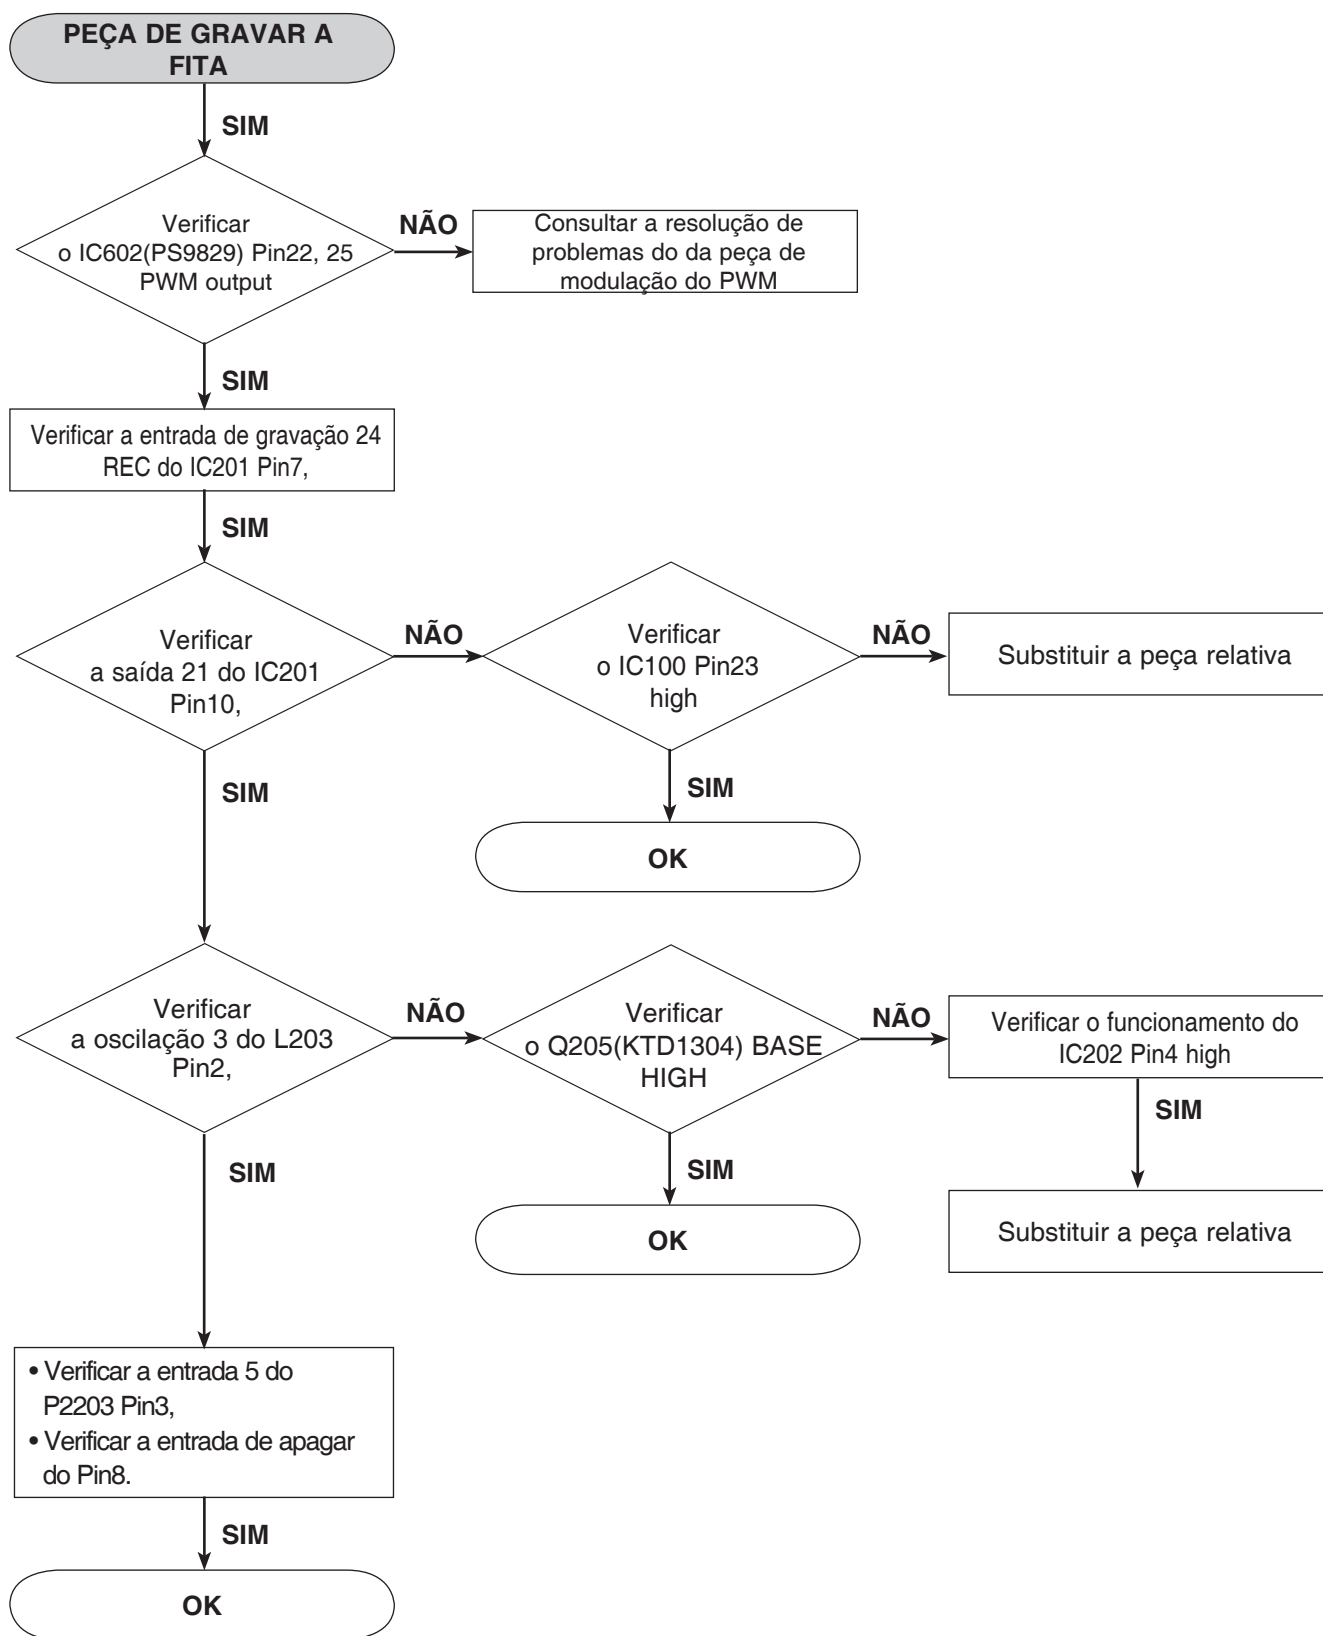 PEÇA DE GRAVAR A
FITA
SIM
Verificar
o IC602(PS9829) Pin22, 25
PWM output
NÃO
Consultar a resolução de
problemas do da peça de
modulação do PWM
SIM
Verificar a entrada de gravação 24
REC do IC201 Pin7,
SIM
Verificar
a saída 21 do IC201
Pin10,
NÃO
Verificar
o IC100 Pin23
high
NÃO
Substituir a peça relativa
SIM
SIM
OK
Verificar
a oscilação 3 do L203
Pin2,
NÃO
Verificar
o Q205(KTD1304) BASE
HIGH
NÃO
Verificar o funcionamento do
IC202 Pin4 high
SIM
SIM
SIM
OK
Substituir a peça relativa
• Verificar a entrada 5 do
P2203 Pin3,
• Verificar a entrada de apagar
do Pin8.
SIM
OK